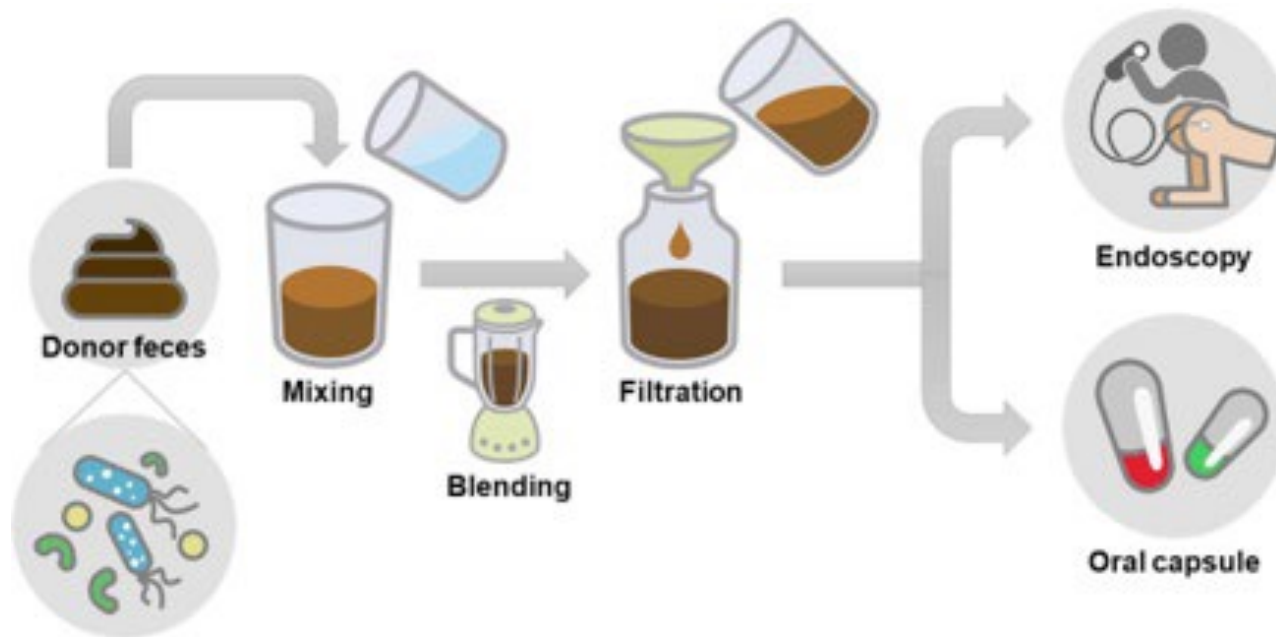 Donor feces
Mixing
Blending
Filtration
Endoscopy
Oral capsule